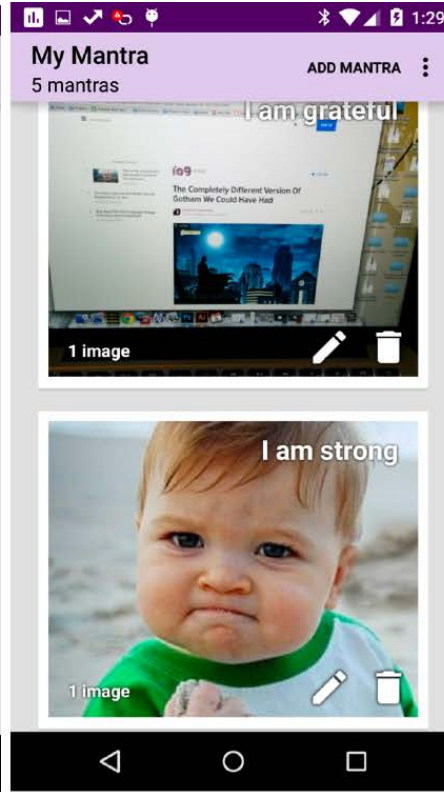 1:29
My Mantra
5 mantras
ADD MANTRA
I am grateful
io9
The Completely Different Version Of
Gotham We Could Have Had
1 image
I am strong
1 image